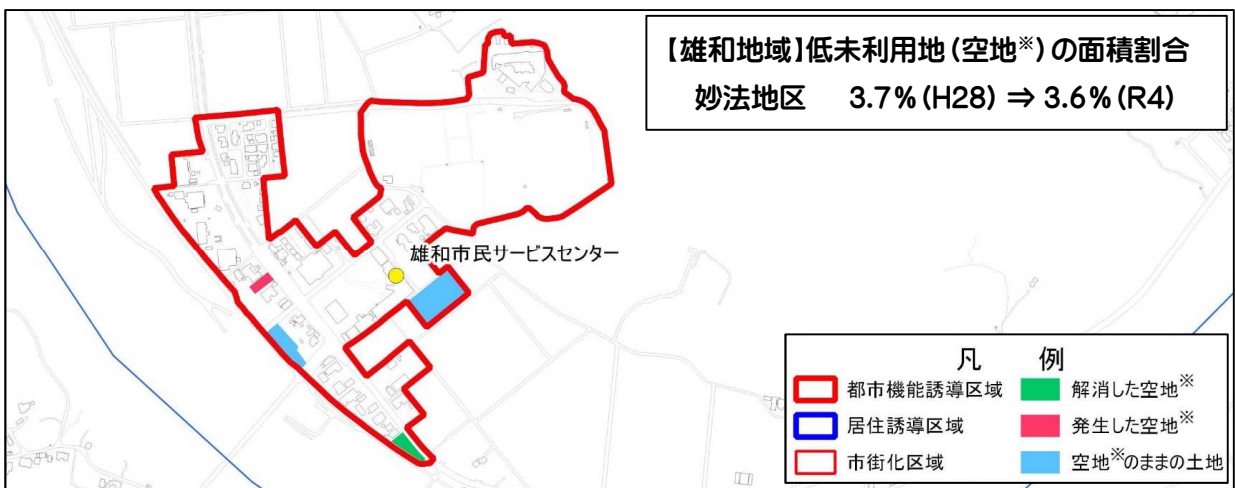 【雄和地域】低未利用地(空地※)の面積割合
妙法地区 3.7%(H28) ⇒ 3.6%(R4)
雄和市民サービスセンター
凡 例
都市機能誘導区域
解消した空地※
居住誘導区域
発生した空地※
市街化区域
空地※のままの土地